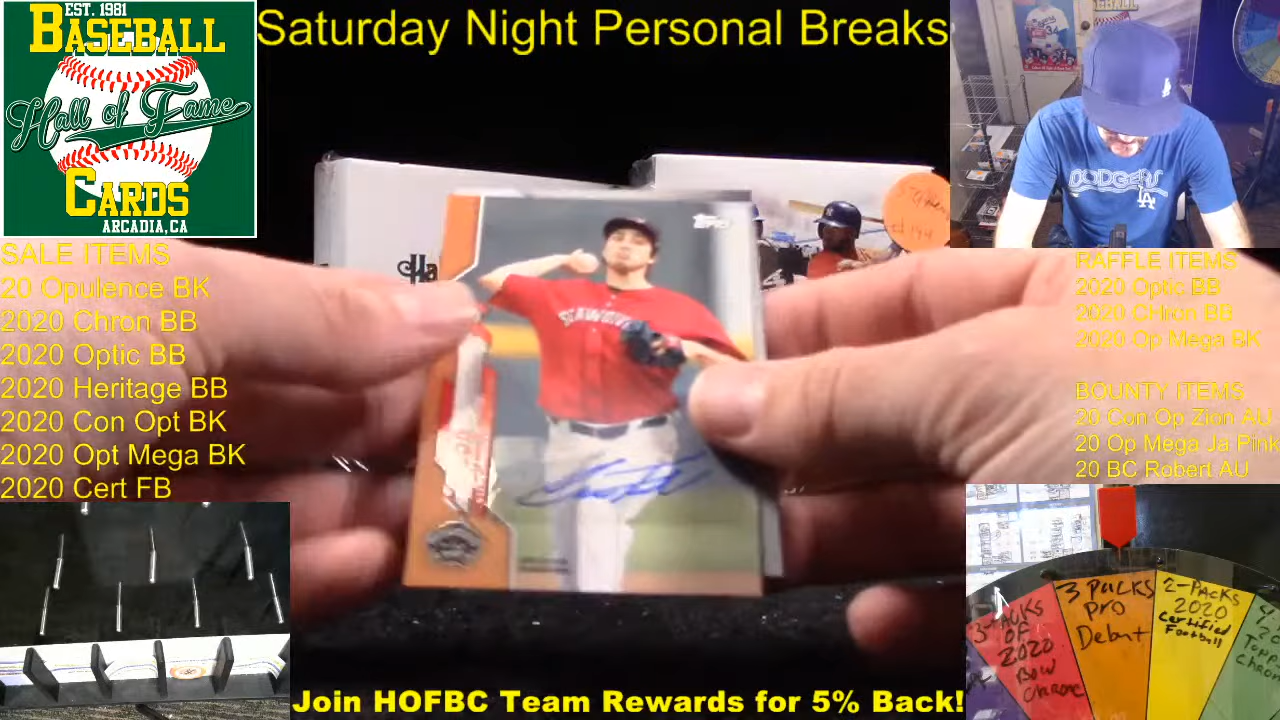 EST. 1981
BASEBALL
Hall of Fame
CARDS
ARCADIA, CA
Saturday Night Personal Breaks
SALE ITEMS
20 Opulence BK
2020 Chron BB
2020 Optic BB
2020 Heritage BB
2020 Con Opt BK
2020 Opt Mega BK
2020 Cert FB
topps
Ha
DODGERS
LA
34
RAFFLE ITEMS
2020 Optic BB
2020 CHron BB
2020 Op Mega BK
BOUNTY ITEMS
20 Con Op Zion AU
20 Op Mega Ja Pink
20 BC Robert AU
3-PACKS
OF
2020
BOW
CHROME
3 PACKS
PRO
Debut
2-PACKS
2020
Certified
Football
Join HOFBC Team Rewards for 5% Back!